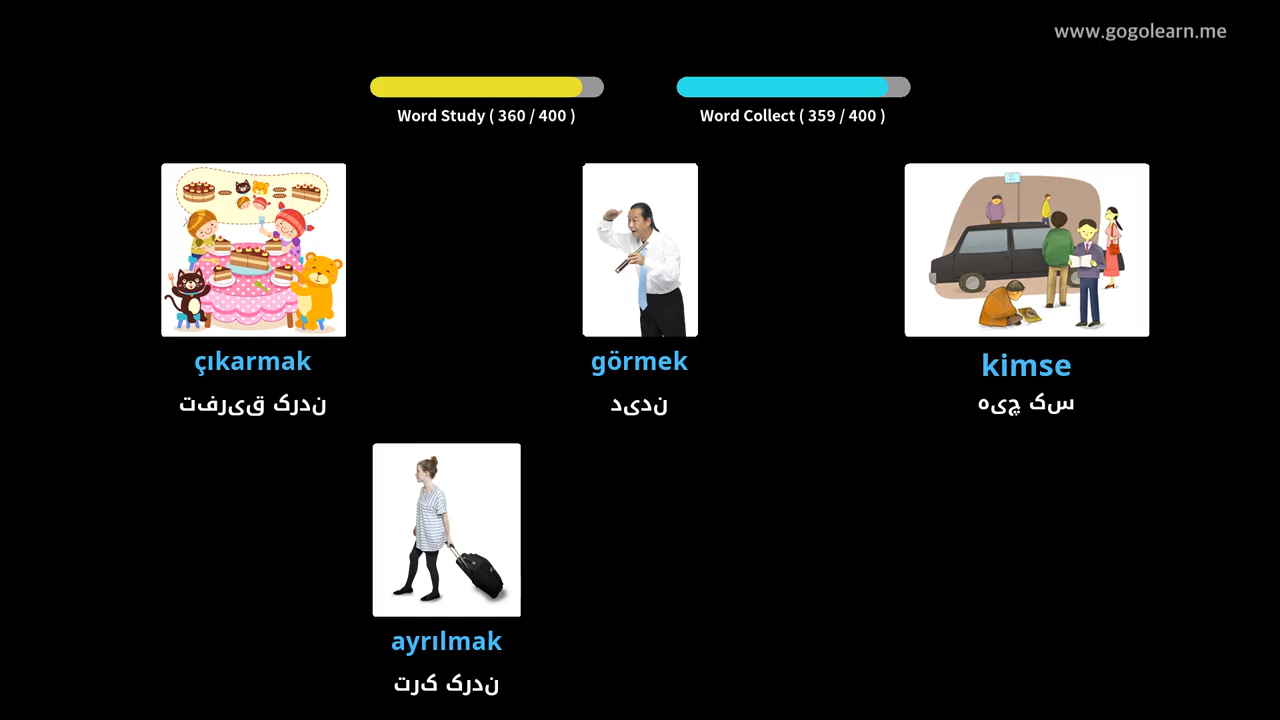 www.gogolearn.me
Word Study ( 360 / 400 )
Word Collect ( 359 / 400 )
çıkarmak
ندرک قیرفت
görmek
ندید
kimse
سک چیه
ayrılmak
ندرک کرت